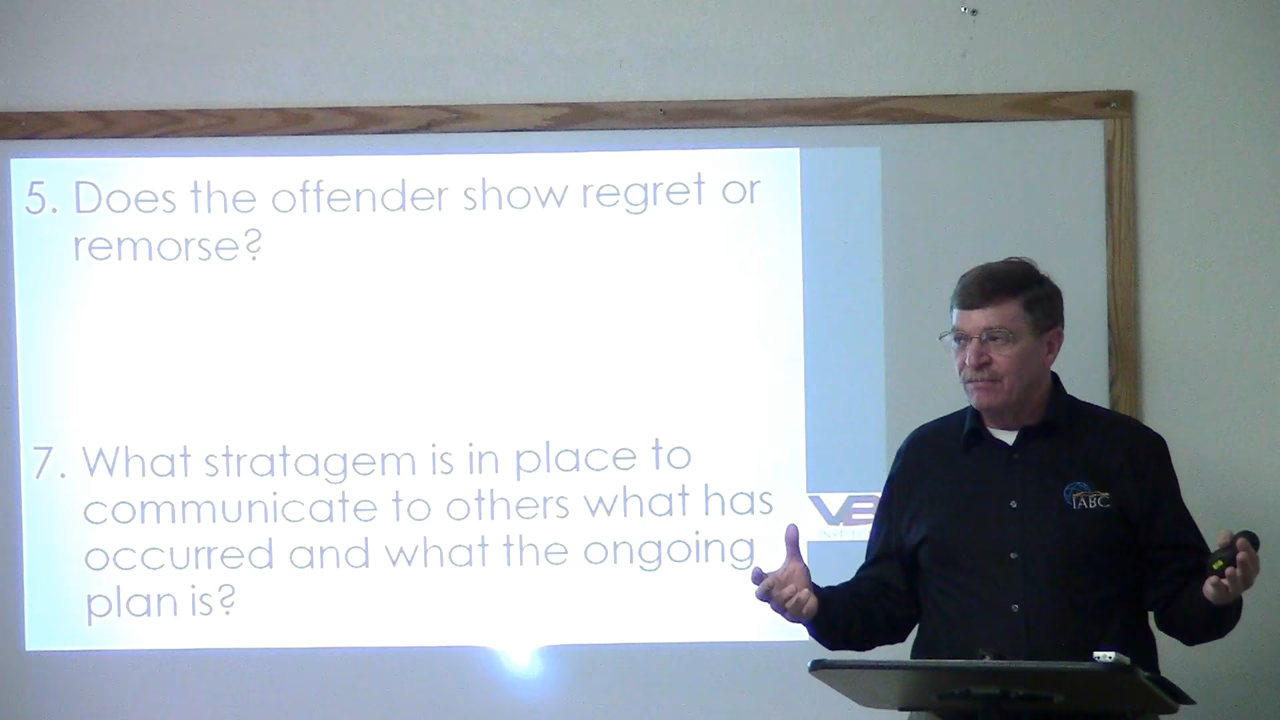 5. Does the offender show regret or
remorse?
7. What stratagem is in place to
communicate to others what has
occurred and what the ongoing
plan is?
VB
IABC